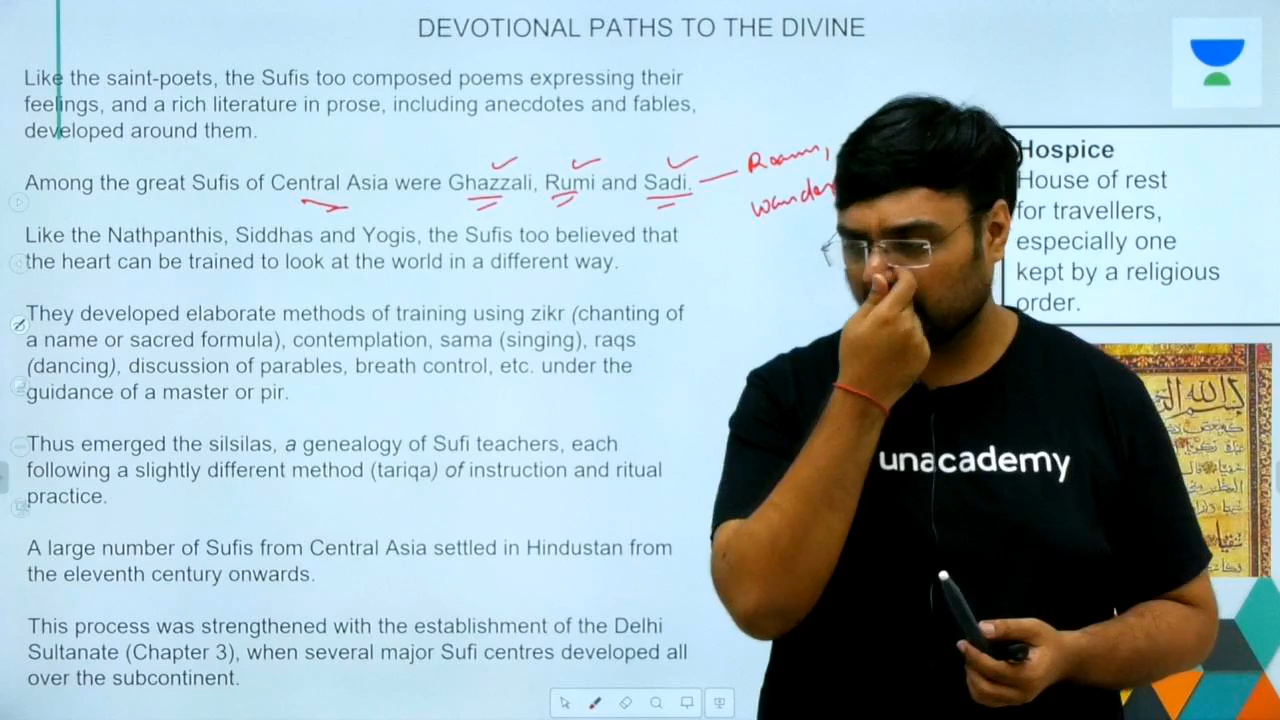 DEVOTIONAL PATHS TO THE DIVINE
Like the saint-poets, the Sufis too composed poems expressing their
feelings, and a rich literature in prose, including anecdotes and fables,
developed around them.
Among the great Sufis of Central Asia were Ghazzali, Rumi and Sadi.
Roam,
wander
Like the Nathpanthis, Siddhas and Yogis, the Sufis too believed that
the heart can be trained to look at the world in a different way.
They developed elaborate methods of training using zikr (chanting of
a name or sacred formula), contemplation, sama (singing), raqs
(dancing), discussion of parables, breath control, etc. under the
guidance of a master or pir.
Thus emerged the silsilas, a genealogy of Sufi teachers, each
following a slightly different method (tariqa) of instruction and ritual
practice.
A large number of Sufis from Central Asia settled in Hindustan from
the eleventh century onwards.
This process was strengthened with the establishment of the Delhi
Sultanate (Chapter 3), when several major Sufi centres developed all
over the subcontinent.
Hospice
House of rest
for travellers,
especially one
kept by a religious
order.
unacademy